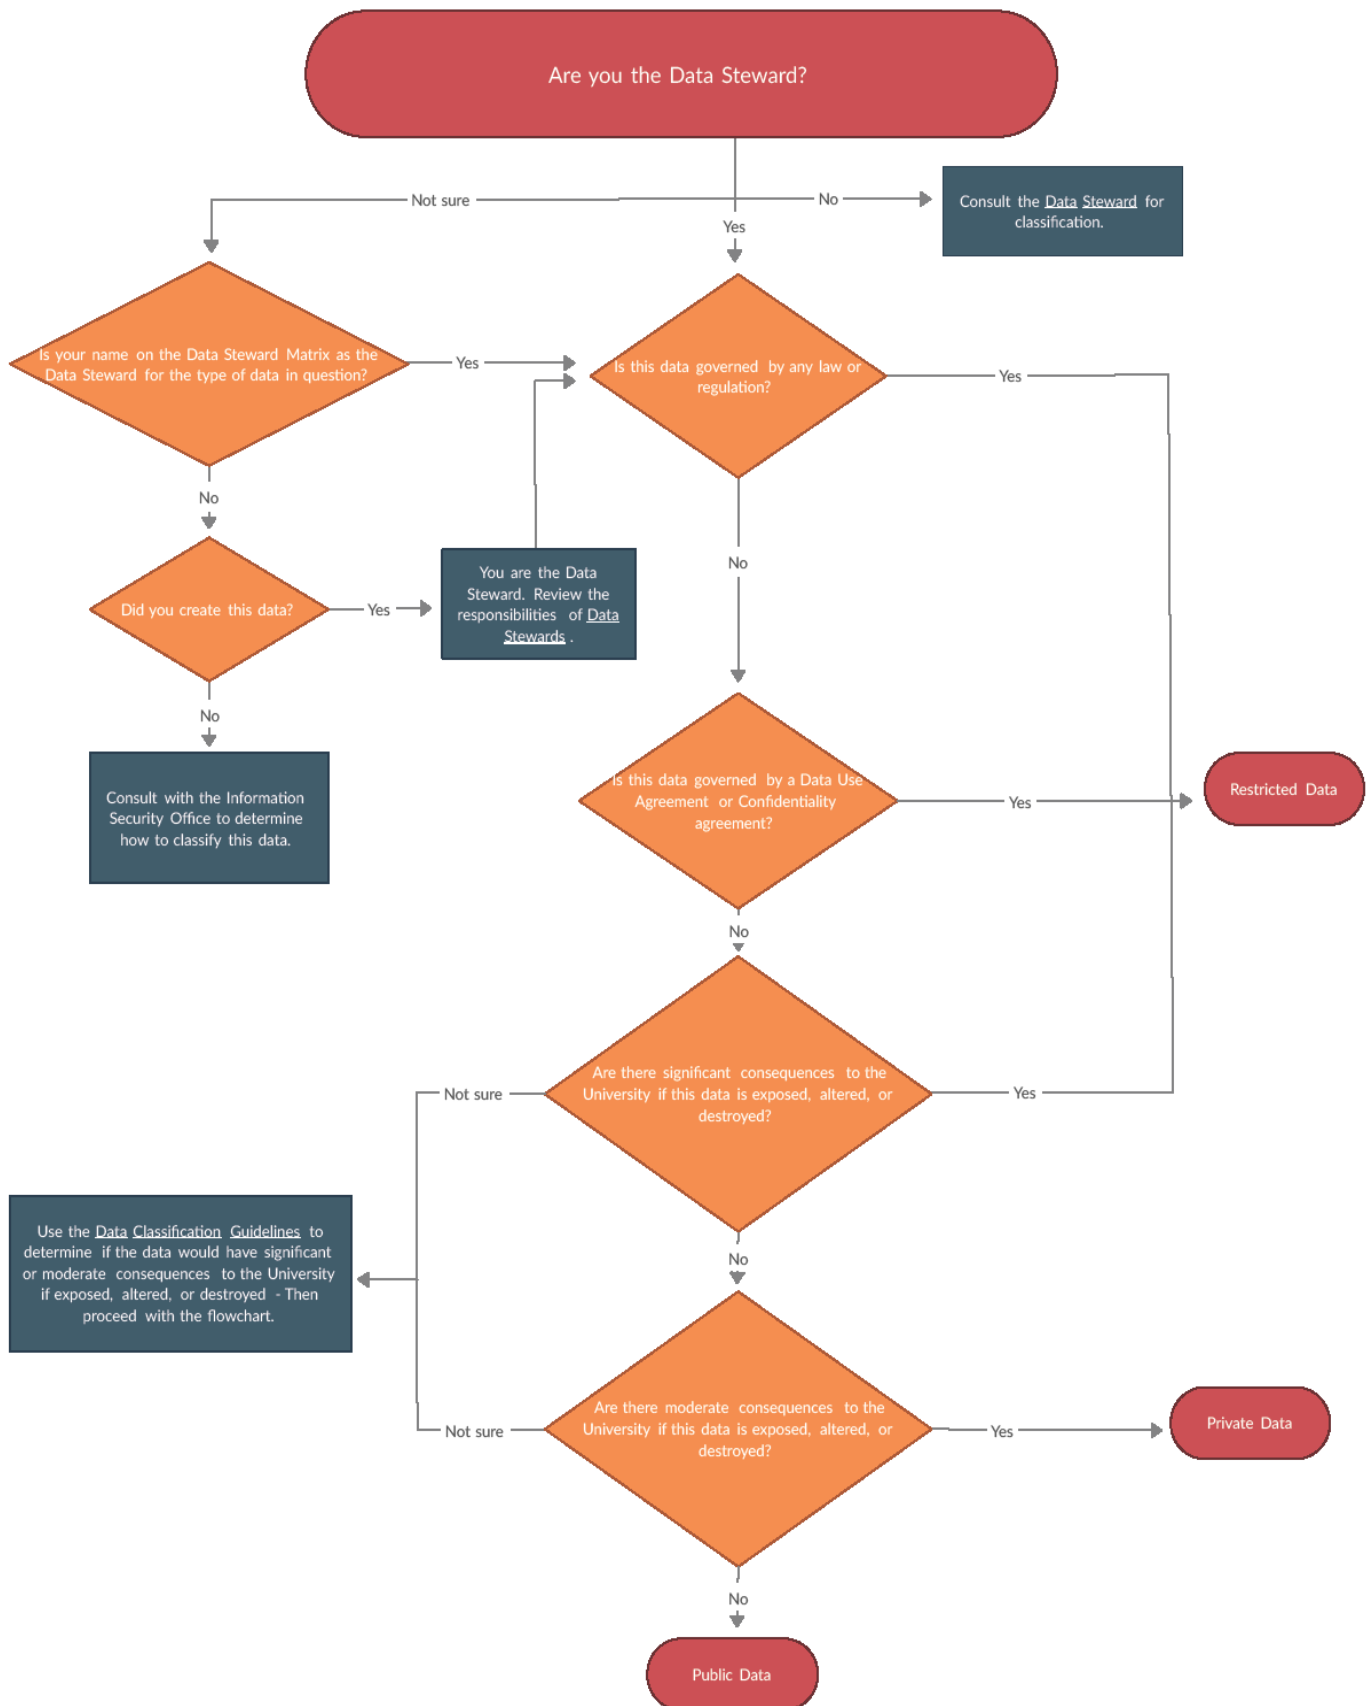 Are you the Data Steward?
Not sure
No
Yes
Consult the Data Steward for
classification.
Is your name on the Data Steward Matrix as the
Data Steward for the type of data in question?
Yes
Is this data governed by any law or
regulation?
Yes
No
No
Did you create this data?
Yes
You are the Data
Steward. Review the
responsibilities of Data
Stewards .
No
Consult with the Information
Security Office to determine
how to classify this data.
Is this data governed by a Data Use
Agreement or Confidentiality
agreement?
Yes
Restricted Data
No
Are there significant consequences to the
University if this data is exposed, altered, or
destroyed?
Not sure
Yes
Use the Data Classification Guidelines to
determine if the data would have significant
or moderate consequences to the University
if exposed, altered, or destroyed - Then
proceed with the flowchart.
No
Are there moderate consequences to the
University if this data is exposed, altered, or
destroyed?
Not sure
Yes
Private Data
No
Public Data